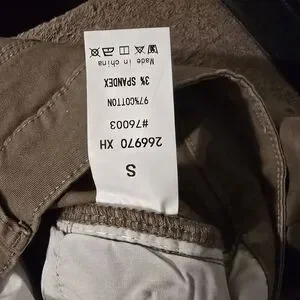 S
266970 XH
#76003
97%COTTON
3% SPANDEX
Made in china